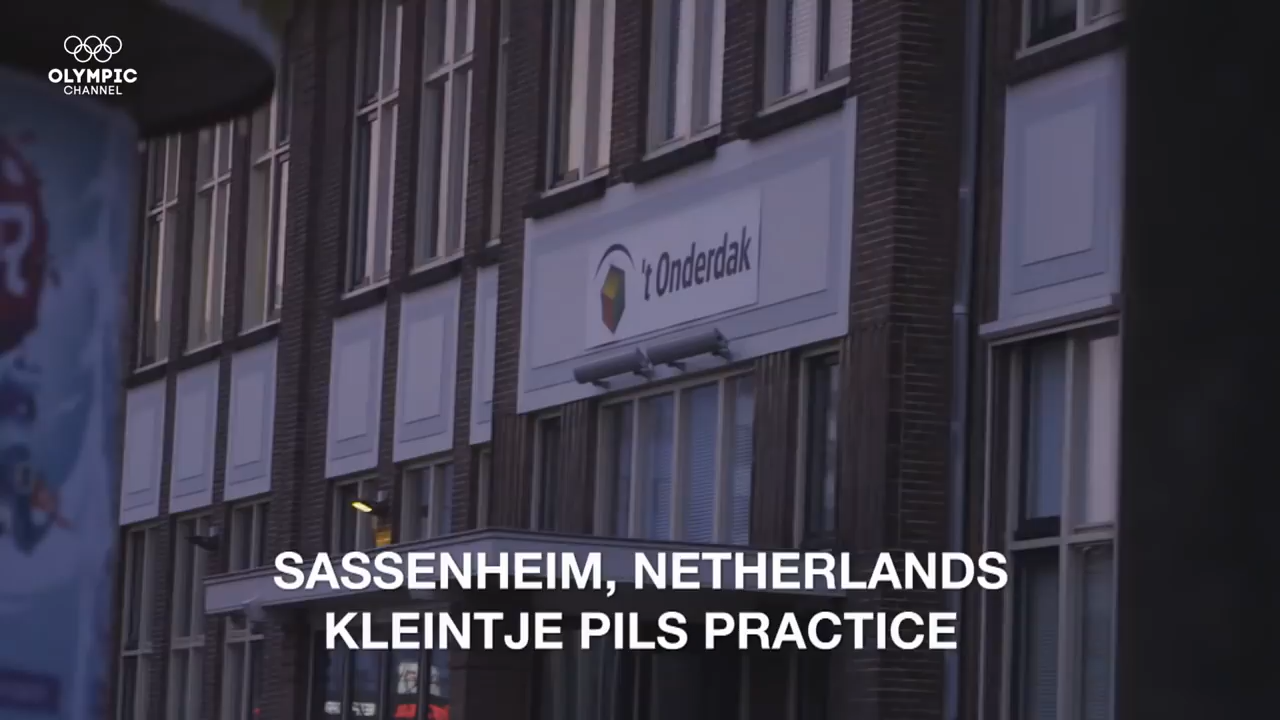 OLYMPIC
CHANNEL
't Onderdak
SASSENHEIM, NETHERLANDS
KLEINTJE PILS PRACTICE